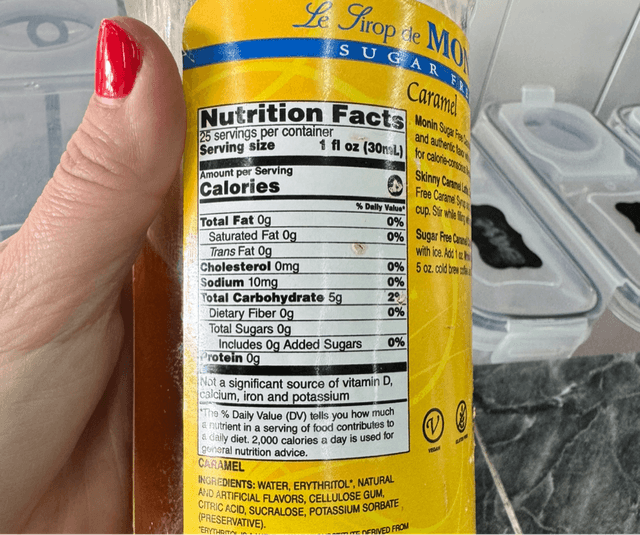 Le Sirop de MON
SUGAR FR
Caramel
Nutrition Facts
25 servings per container
Serving size 1 fl oz (30mL)
Amount per Serving
Calories
% Daily Value*
Total Fat 0g 0%
Saturated Fat 0g 0%
Trans Fat 0g
Cholesterol 0mg 0%
Sodium 10mg 0%
Total Carbohydrate 5g 2%
Dietary Fiber 0g 0%
Total Sugars 0g
Includes 0g Added Sugars 0%
Protein 0g
Not a significant source of vitamin D,
calcium, iron and potassium
*The % Daily Value (DV) tells you how much
a nutrient in a serving of food contributes to
a daily diet. 2,000 calories a day is used for
general nutrition advice.
CARAMEL
INGREDIENTS: WATER, ERYTHRITOL*, NATURAL
AND ARTIFICIAL FLAVORS, CELLULOSE GUM,
CITRIC ACID, SUCRALOSE, POTASSIUM SORBATE
(PRESERVATIVE).
DERIVED FROM
Monin Sugar Free
and authentic
for calorie-conscious
Skinny Caramel
Free Caramel
cup. Stir while
Sugar Free
with ice. Add 1 oz.
5 oz. cold brew
V
VEGAN